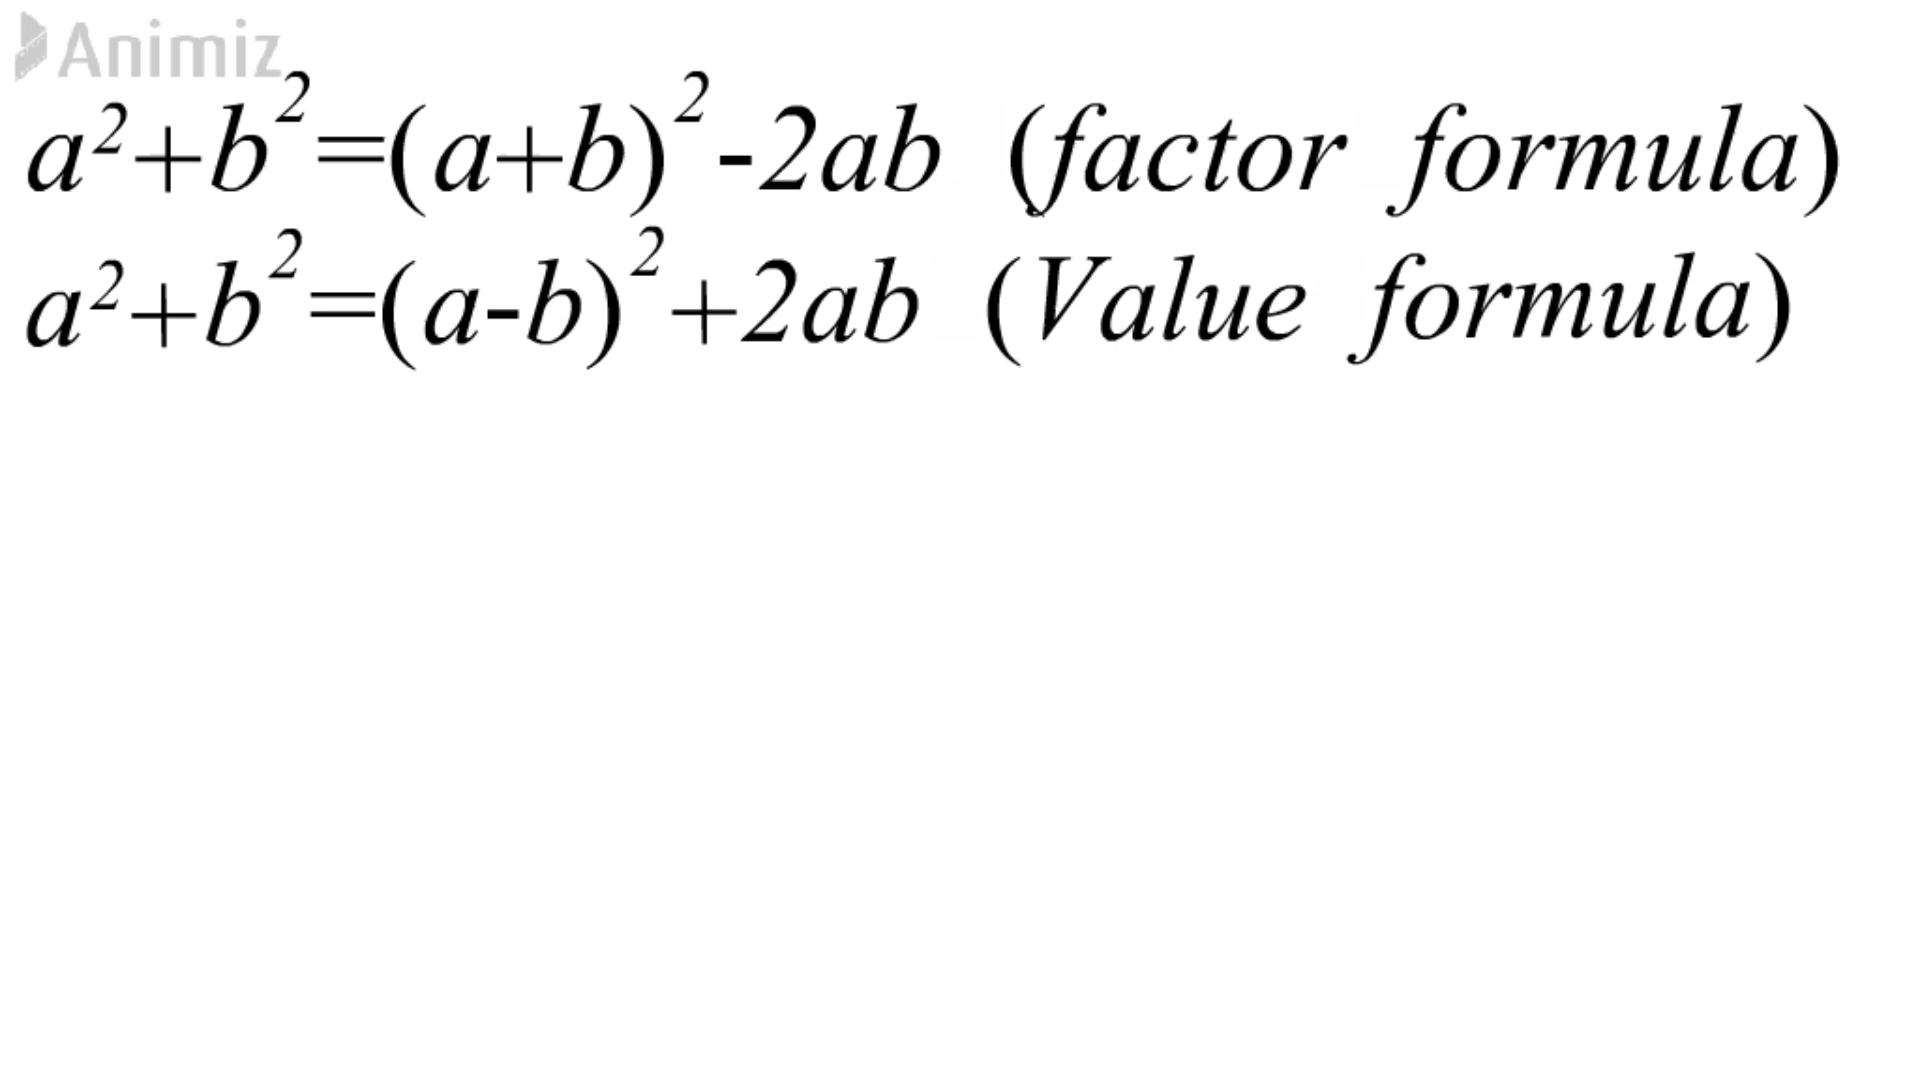 Animiz
a²+b²=(a+b)²-2ab (factor formula)
a²+b²=(a-b)²+2ab (Value formula)